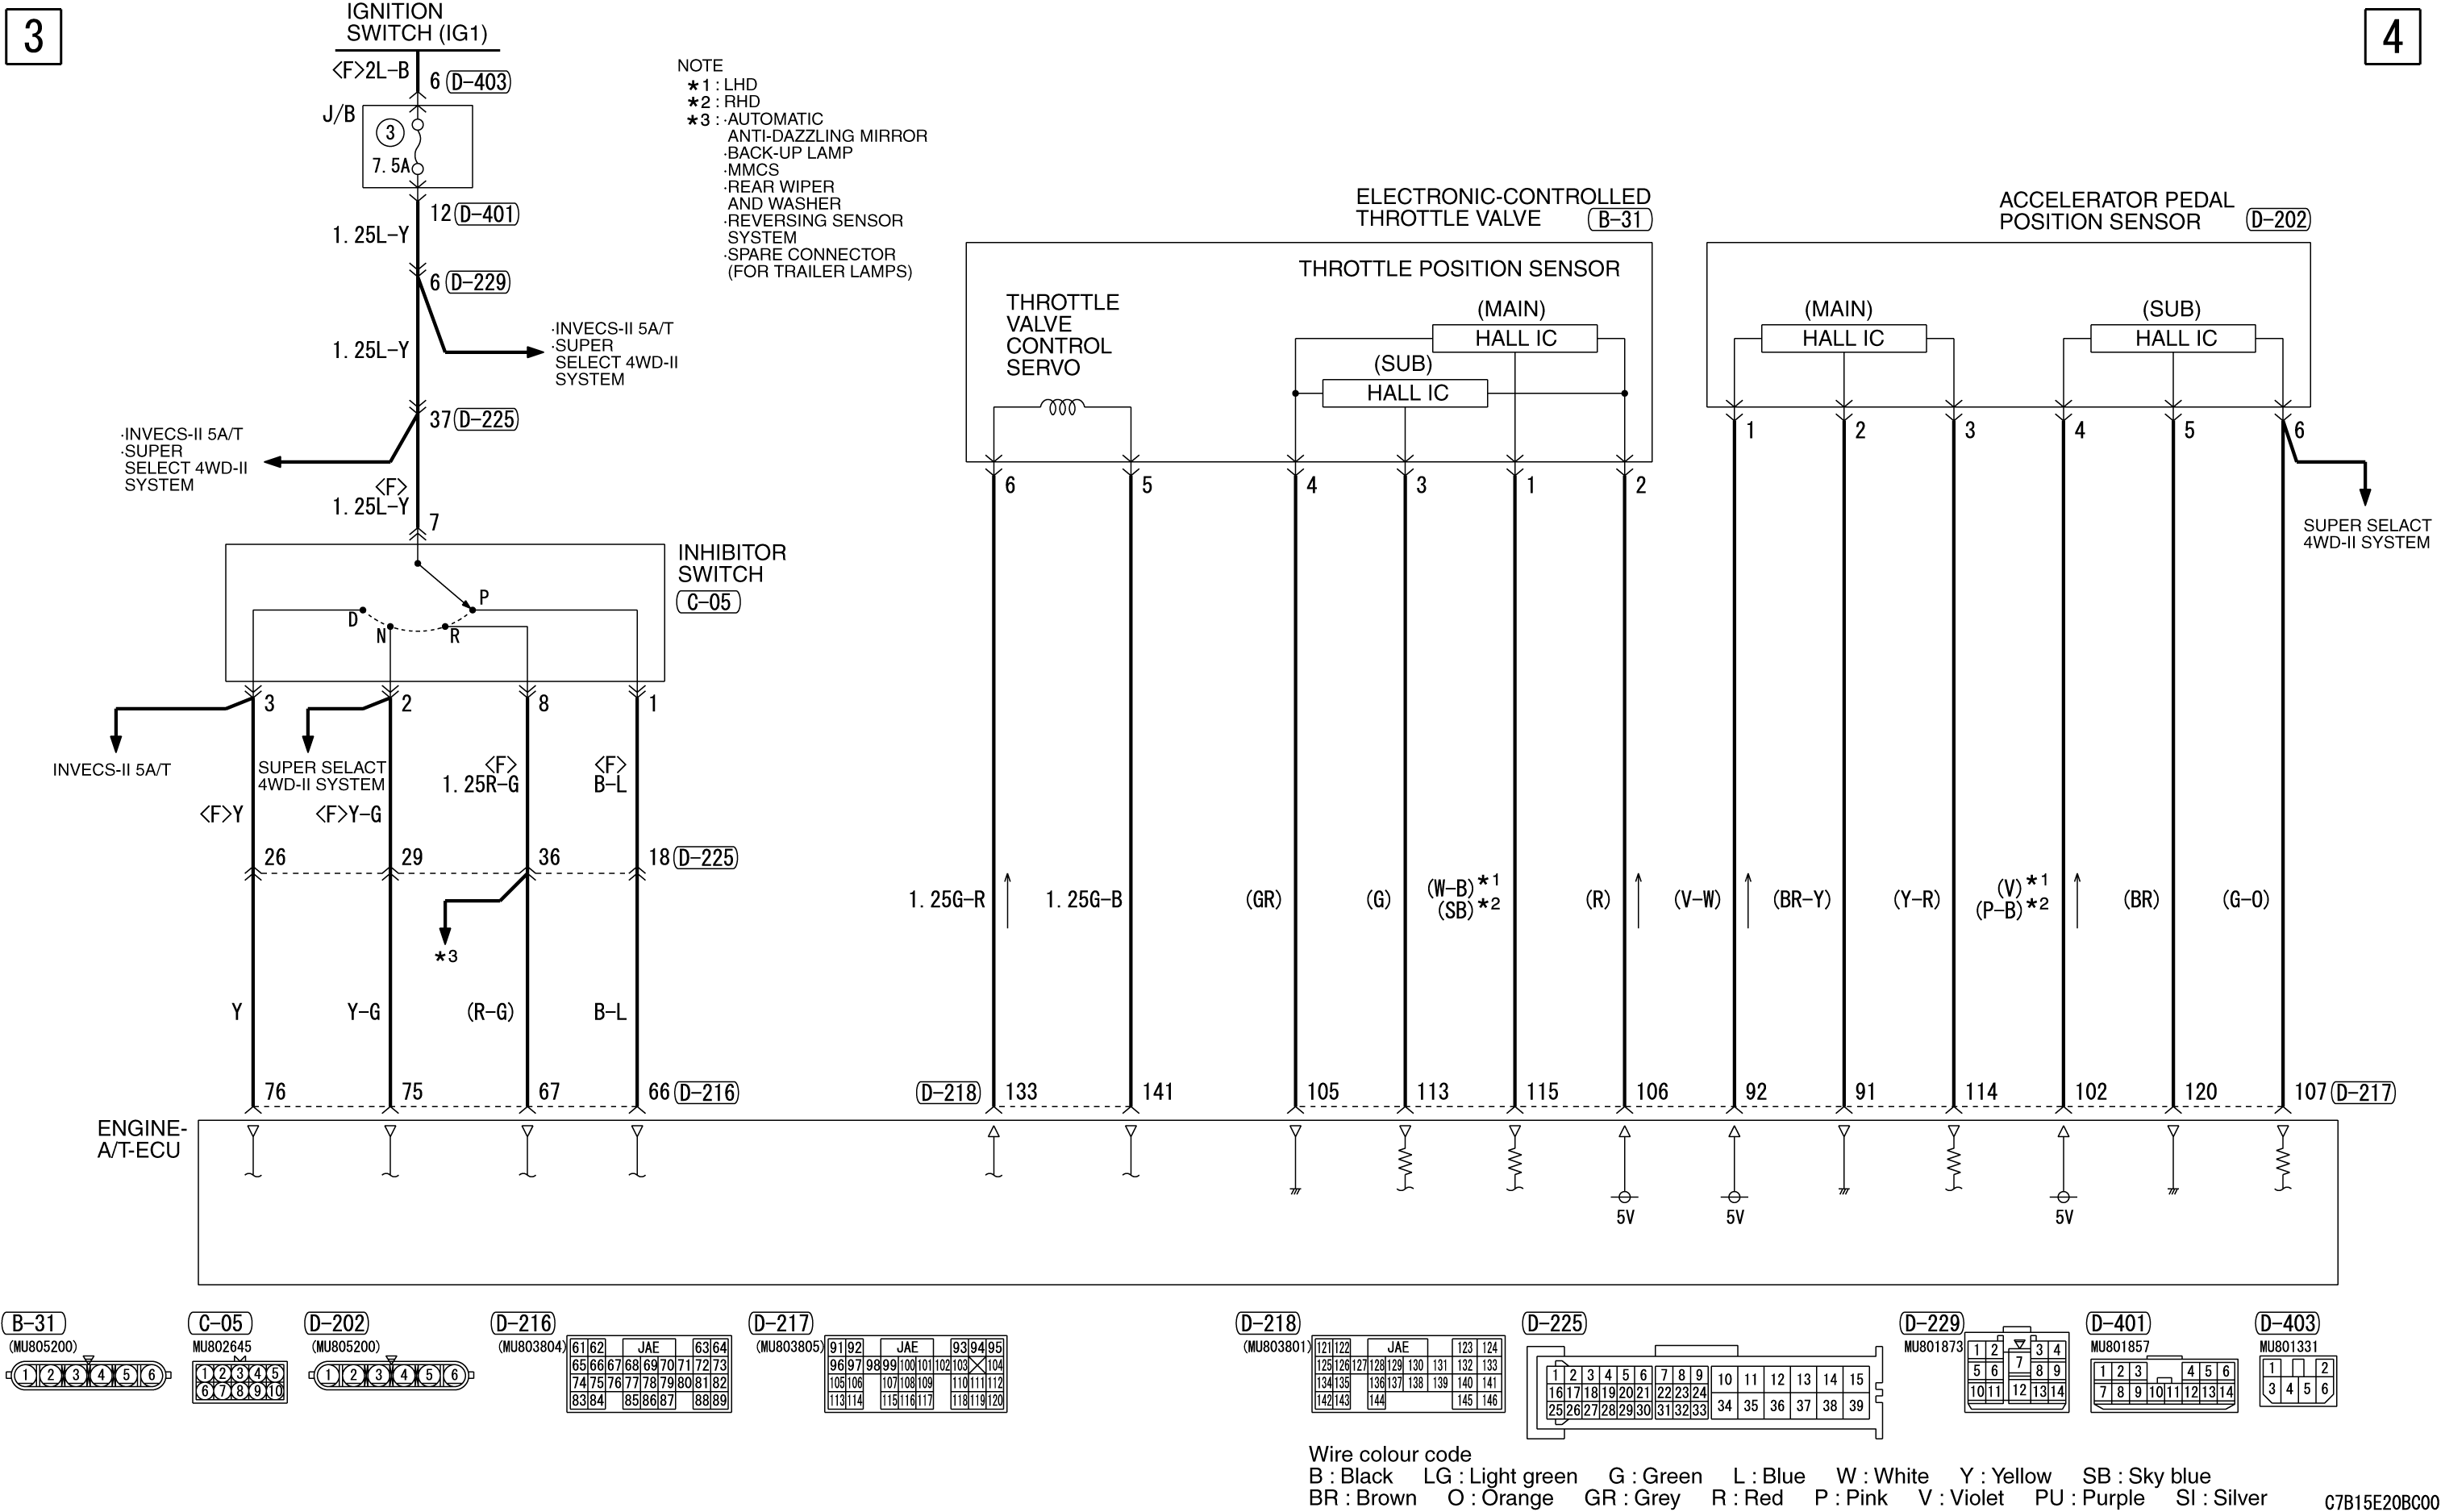 3
4
IGNITION
SWITCH (IG1)
<F>2L-B
6 D-403
J/B
3
7.5A
12 D-401
1.25L-Y
6 D-229
·INVECS-II 5A/T
·SUPER
SELECT 4WD-II
SYSTEM
1.25L-Y
37 D-225
·INVECS-II 5A/T
·SUPER
SELECT 4WD-II
SYSTEM
<F>
1.25L-Y
7
INHIBITOR
SWITCH
C-05
P
D
N
R
3 2 8 1
INVECS-II 5A/T
SUPER SELACT
4WD-II SYSTEM
<F>
1.25R-G
<F>
B-L
<F>Y
<F>Y-G
26 29 36 18 D-225
★3
Y Y-G (R-G) B-L
76 75 67 66 D-216
NOTE
★1 : LHD
★2 : RHD
★3 : ·AUTOMATIC
ANTI-DAZZLING MIRROR
·BACK-UP LAMP
·MMCS
·REAR WIPER
AND WASHER
·REVERSING SENSOR
SYSTEM
·SPARE CONNECTOR
(FOR TRAILER LAMPS)
ELECTRONIC-CONTROLLED
THROTTLE VALVE B-31
THROTTLE POSITION SENSOR
THROTTLE
VALVE
CONTROL
SERVO
(MAIN)
HALL IC
(SUB)
HALL IC
6 5 4 3 1 2
ACCELERATOR PEDAL
POSITION SENSOR D-202
(MAIN)
HALL IC
(SUB)
HALL IC
1 2 3 4 5 6
SUPER SELACT
4WD-II SYSTEM
1.25G-R 1.25G-B (GR) (G)
(W-B)★1
(SB)★2
(R) (V-W) (BR-Y) (Y-R)
(V)★1
(P-B)★2
(BR) (G-O)
D-218 133 141 105 113 115 106 92 91 114 102 120 107 D-217
ENGINE-
A/T-ECU
5V 5V 5V
B-31
(MU805200)
1 2 3 4 5 6
C-05
MU802645
1 2 3 4 5
6 7 8 9 10
D-202
(MU805200)
1 2 3 4 5 6
D-216
(MU803804)
61 62 JAE 63 64
65 66 67 68 69 70 71 72 73
74 75 76 77 78 79 80 81 82
83 84 85 86 87 88 89
D-217
(MU803805)
91 92 JAE 93 94 95
96 97 98 99 100 101 102 103 104
105 106 107 108 109 110 111 112
113 114 115 116 117 118 119 120
D-218
(MU803801)
121 122 JAE 123 124
125 126 127 128 129 130 131 132 133
134 135 136 137 138 139 140 141
142 143 144 145 146
D-225
1 2 3 4 5 6 7 8 9 10 11 12 13 14 15
16 17 18 19 20 21 22 23 24
25 26 27 28 29 30 31 32 33 34 35 36 37 38 39
D-229
MU801873
1 2 3 4
7
5 6 8 9
10 11 12 13 14
D-401
MU801857
1 2 3 4 5 6
7 8 9 10 11 12 13 14
D-403
MU801331
1 2
3 4 5 6
Wire colour code
B : Black LG : Light green G : Green L : Blue W : White Y : Yellow SB : Sky blue
BR : Brown O : Orange GR : Grey R : Red P : Pink V : Violet PU : Purple SI : Silver
C7B15E20BC00